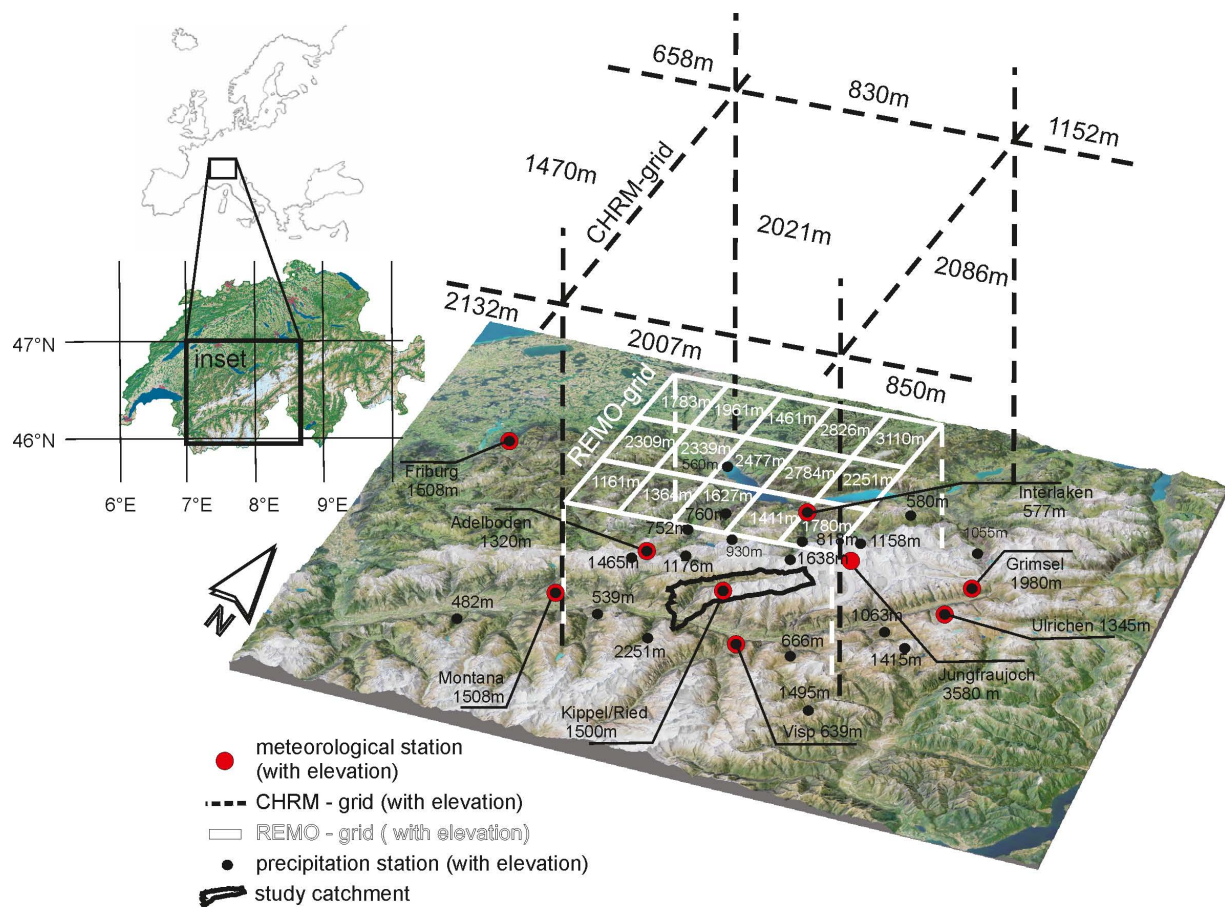 658m
830m
1152m
1470m
CHRM-grid
2021m
2086m
2132m
2007m
850m
47°N
inset
46°N
6°E
7°E
8°E
9°E
REMO-grid
1783m
1961m
1461m
2826m
3110m
2309m
2339m
2477m
2784m
2251m
1161m
1364m
1627m
1411m
1780m
560m
Friburg
1508m
Adelboden
1320m
752m
760m
580m
Interlaken
577m
1465m
1176m
930m
818m
1638m
1158m
1055m
Grimsel
1980m
N
482m
539m
2251m
666m
1063m
1415m
Ulrichen 1345m
Jungfraujoch
3580 m
Montana
1508m
Kippel/Ried
1500m
1495m
Visp 639m
meteorological station
(with elevation)
CHRM - grid (with elevation)
REMO - grid ( with elevation)
precipitation station (with elevation)
study catchment